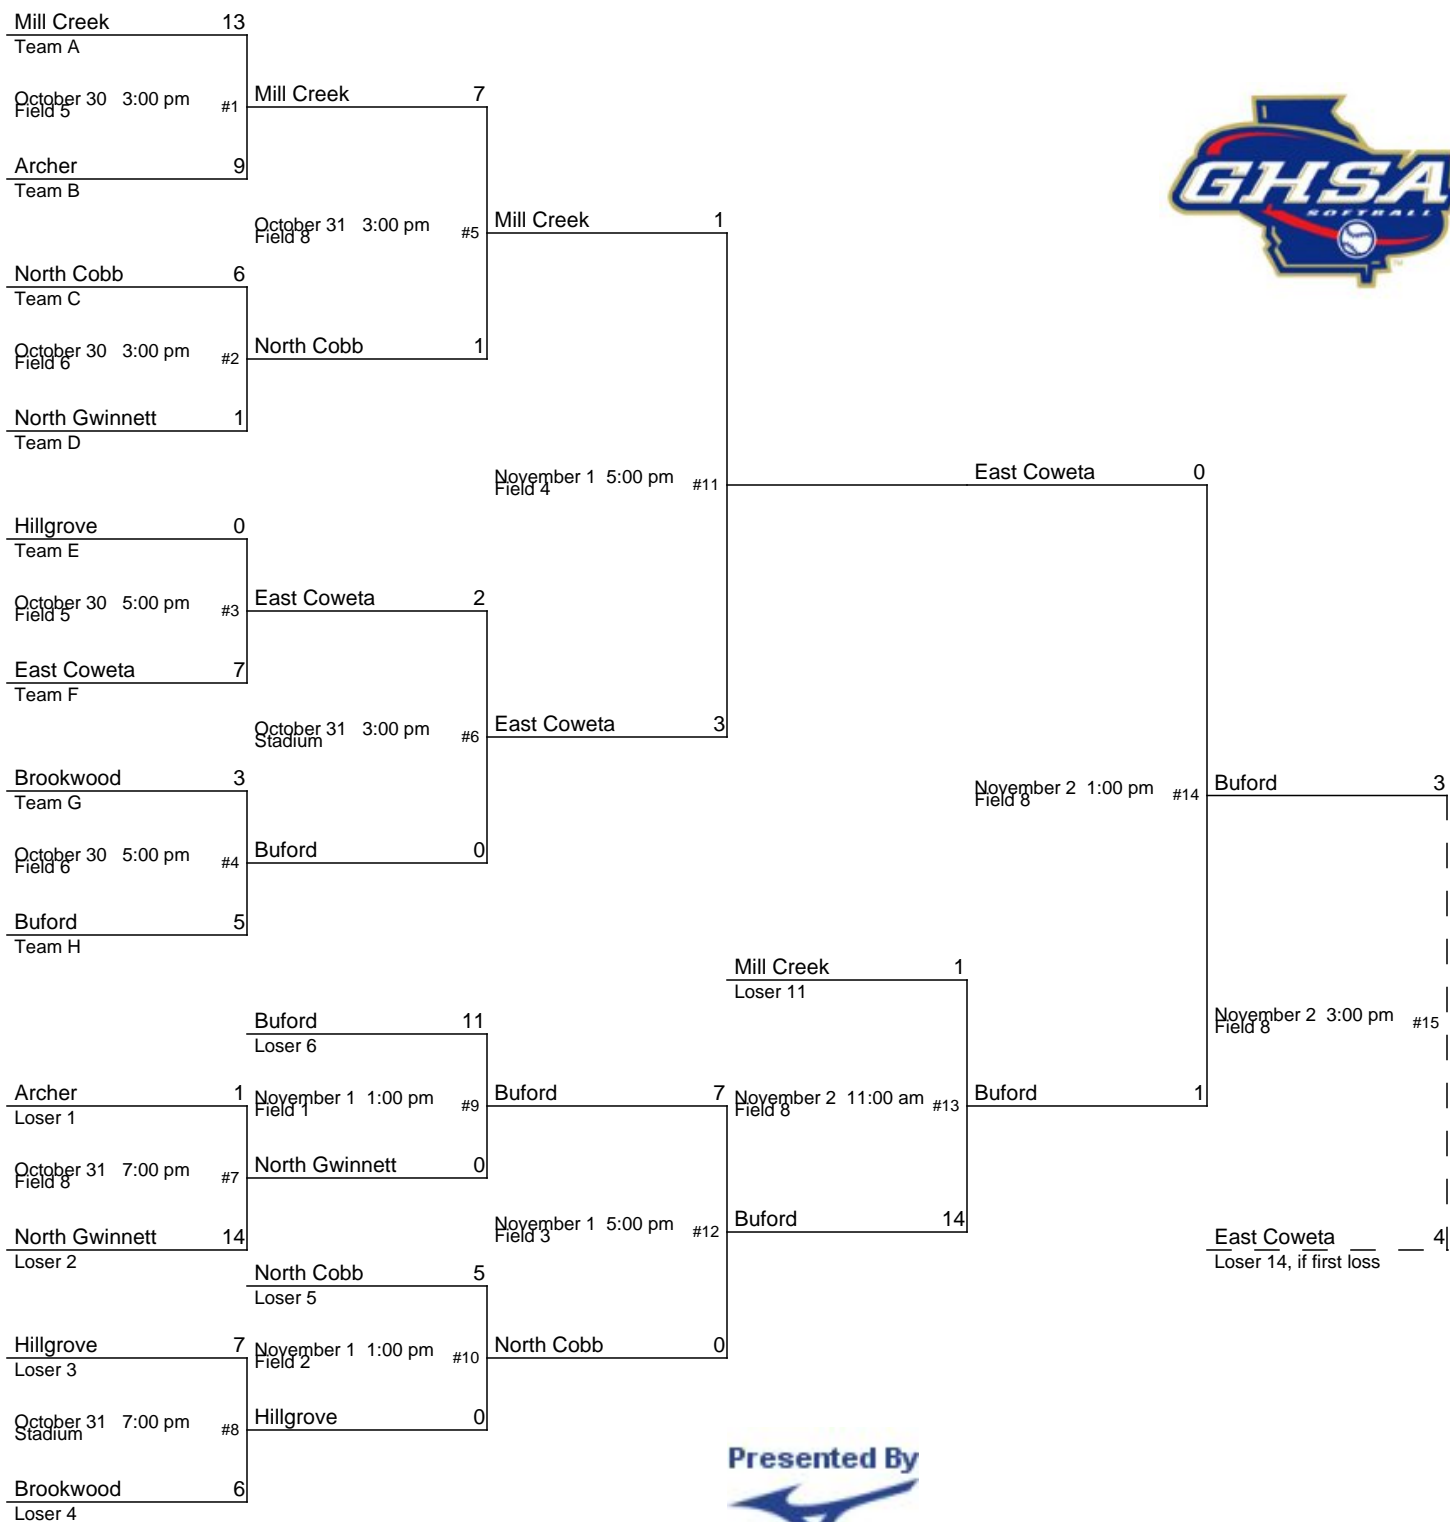 Mill Creek 13
Team A
October 30 3:00 pm #1
Field 5
Mill Creek 7
Archer 9
Team B
October 31 3:00 pm #5
Field 8
Mill Creek 1
GHSA
SOFTBALL
TM
North Cobb 6
Team C
October 30 3:00 pm #2
Field 6
North Cobb 1
North Gwinnett 1
Team D
November 1 5:00 pm #11
Field 4
East Coweta 0
Hillgrove 0
Team E
October 30 5:00 pm #3
Field 5
East Coweta 2
East Coweta 7
Team F
October 31 3:00 pm #6
Stadium
East Coweta 3
Brookwood 3
Team G
November 2 1:00 pm #14
Field 8
Buford 3
October 30 5:00 pm #4
Field 6
Buford 0
Buford 5
Team H
Mill Creek 1
Loser 11
Buford 11
Loser 6
November 2 3:00 pm #15
Field 8
Archer 1
Loser 1
November 1 1:00 pm #9
Field 1
Buford 7
November 2 11:00 am #13
Field 8
Buford 1
October 31 7:00 pm #7
Field 8
North Gwinnett 0
North Gwinnett 14
Loser 2
November 1 5:00 pm #12
Field 3
Buford 14
East Coweta 4
Loser 14, if first loss
North Cobb 5
Loser 5
Hillgrove 7
Loser 3
November 1 1:00 pm #10
Field 2
North Cobb 0
October 31 7:00 pm #8
Stadium
Hillgrove 0
Brookwood 6
Loser 4
Presented By